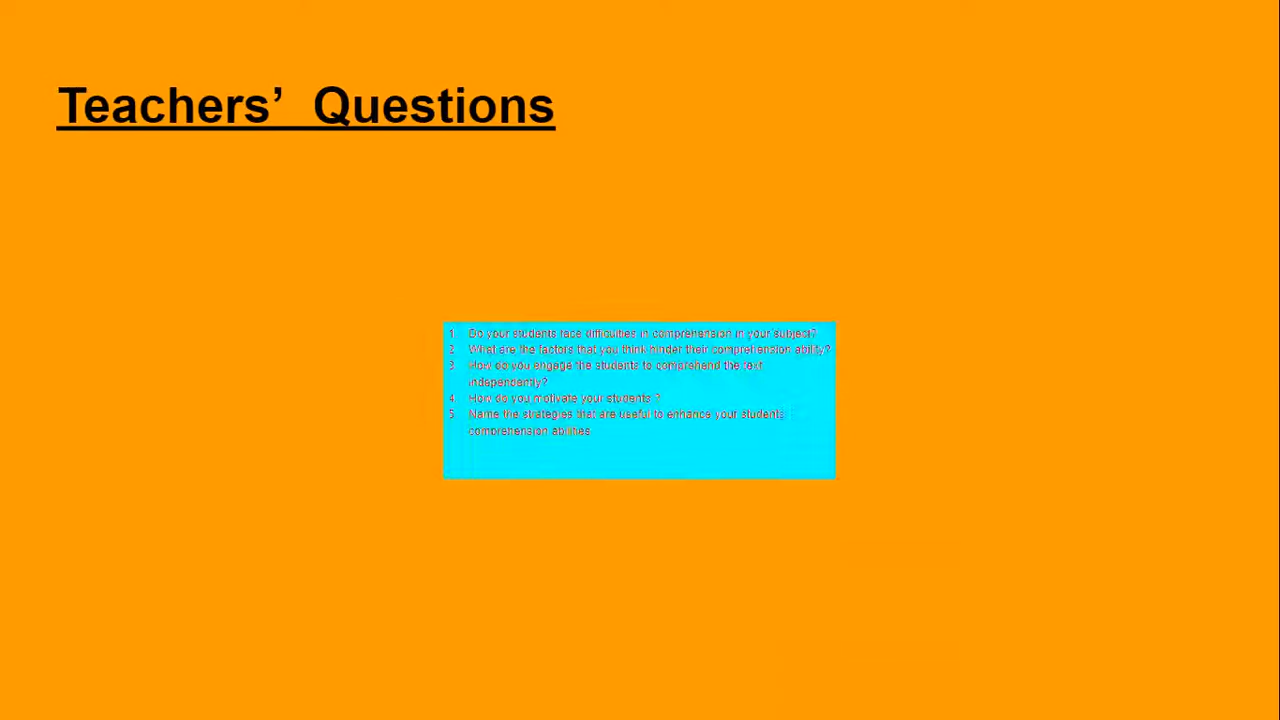 Teachers’ Questions
1. Do your students face difficulties in comprehension in your subject?
2. What are the factors that you think hinder their comprehension ability?
3. How do you engage the students to comprehend the text
independently?
4. How do you motivate your students ?
5. Name the strategies that are useful to enhance your students
comprehension abilities